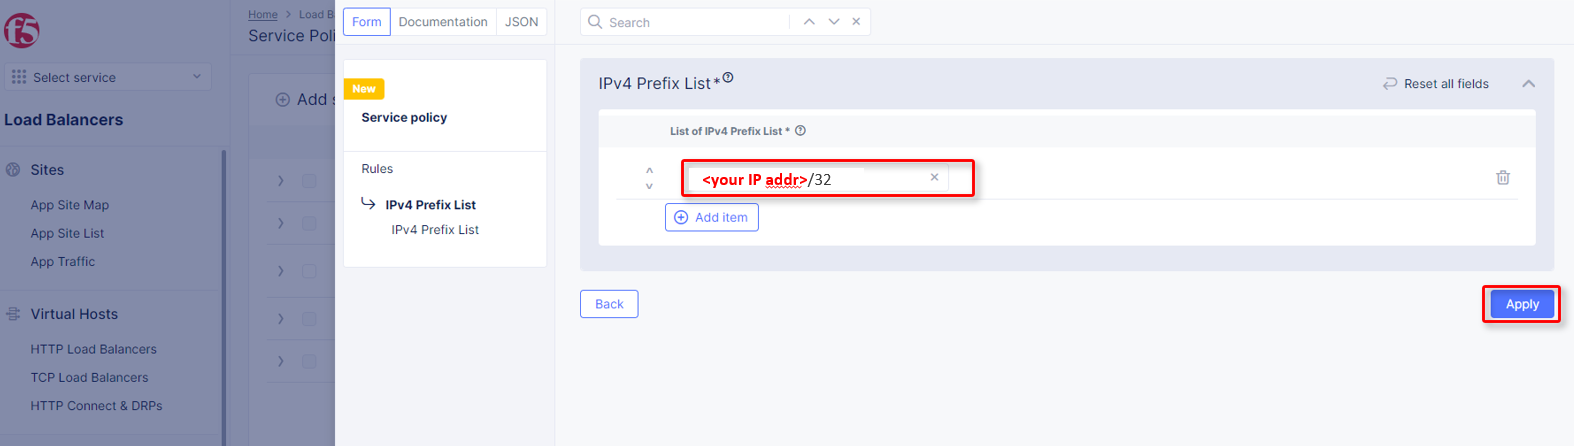 f5
Select service
Load Balancers
Sites
App Site Map
App Site List
App Traffic
Virtual Hosts
HTTP Load Balancers
TCP Load Balancers
HTTP Connect & DRPs
Home > Load B
Service Poli
Add s
Form Documentation JSON
New
Service policy
Rules
IPv4 Prefix List
IPv4 Prefix List
Search
IPv4 Prefix List*
Reset all fields
List of IPv4 Prefix List *
<your IP addr>/32
Add item
Back
Apply